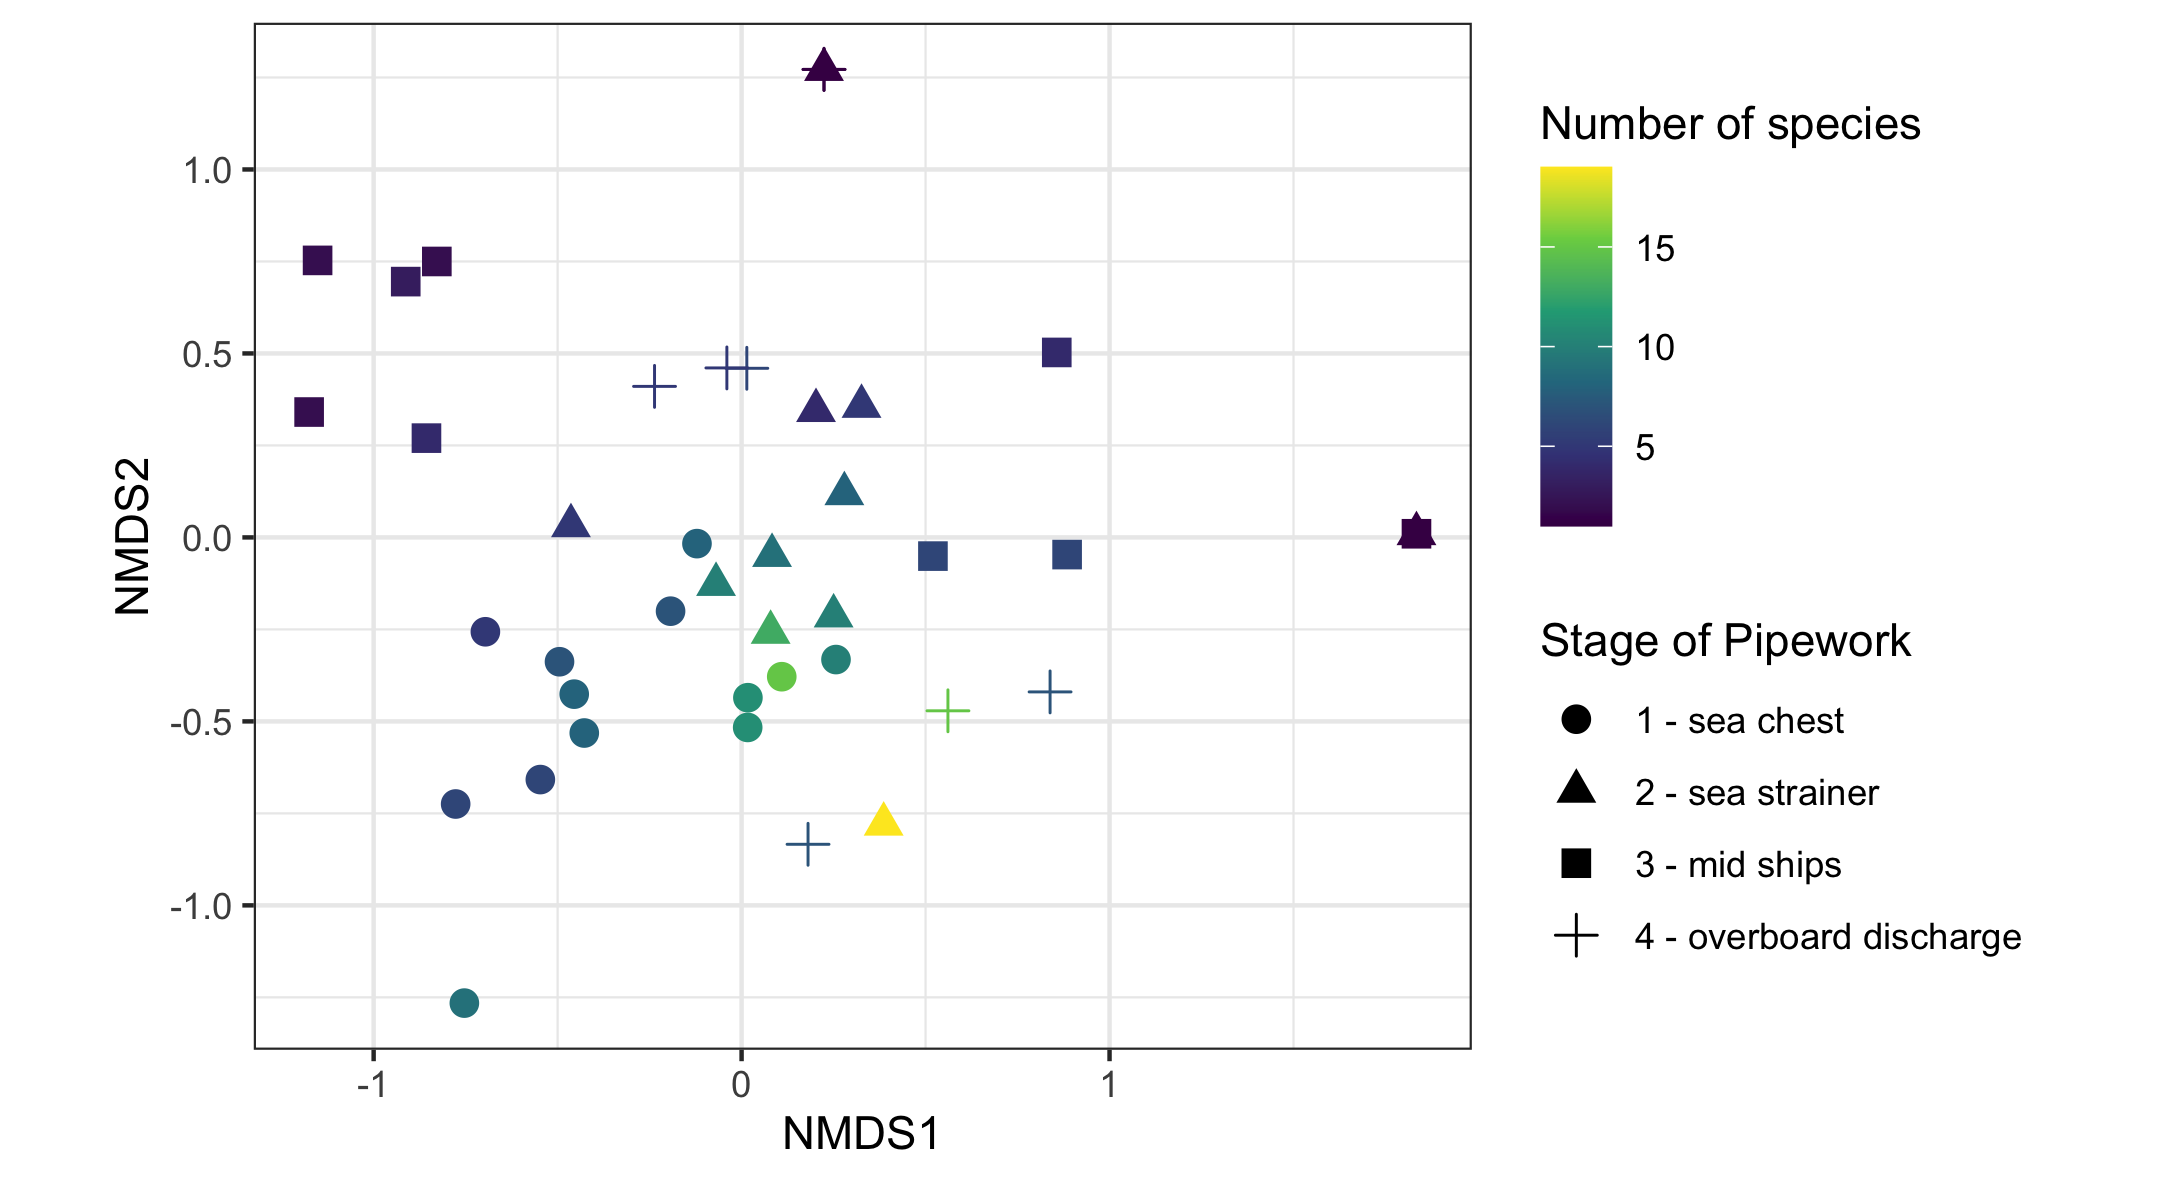 1.0
0.5
0.0
-0.5
-1.0
NMDS2
-1
0
1
NMDS1
Number of species
15
10
5
Stage of Pipework
1 - sea chest
2 - sea strainer
3 - mid ships
4 - overboard discharge